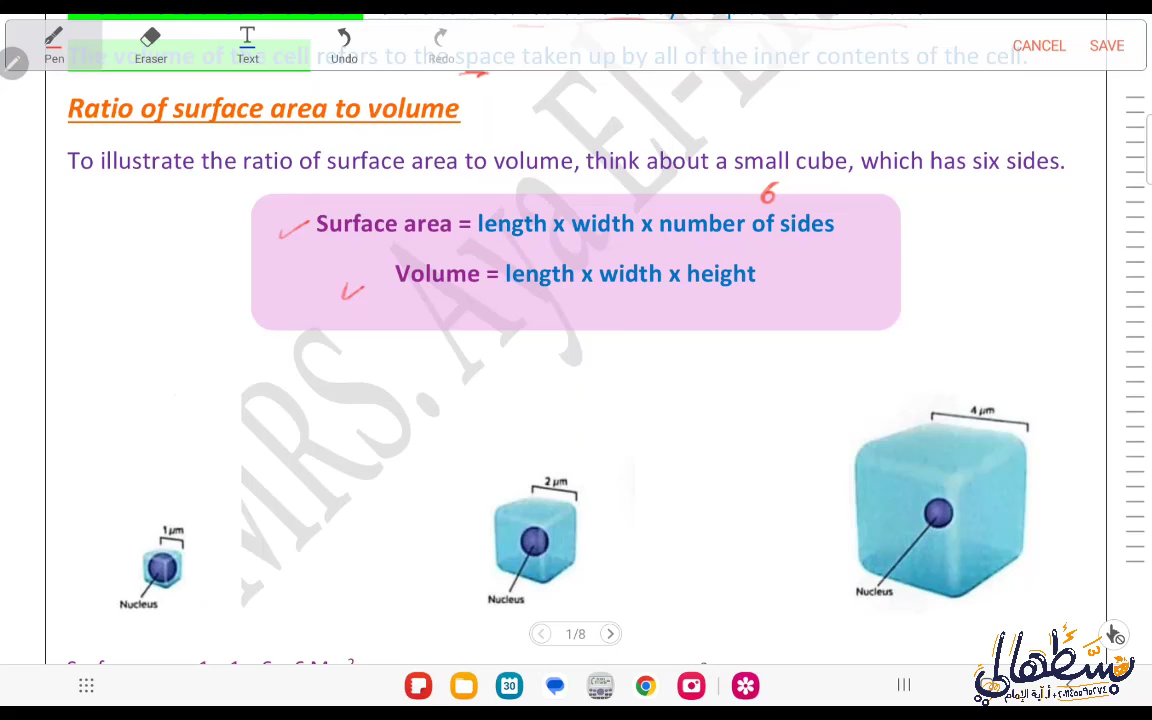 Pen
Eraser
Text
Undo
Redo
CANCEL
SAVE
The volume of the cell refers to the space taken up by all of the inner contents of the cell.
Ratio of surface area to volume
To illustrate the ratio of surface area to volume, think about a small cube, which has six sides.
6
Surface area = length x width x number of sides
Volume = length x width x height
MRS. Aya El-E
1 µm
Nucleus
2 µm
Nucleus
4 µm
Nucleus
1/8
30